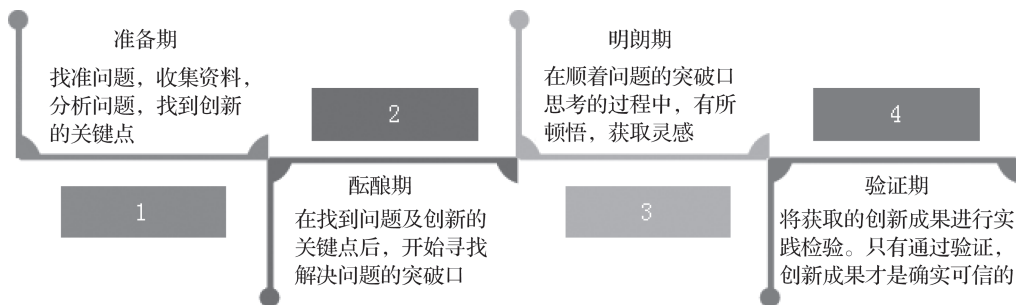 准备期
找准问题，收集资料，
分析问题，找到创新
的关键点
1
2
酝酿期
在找到问题及创新的
关键点后，开始寻找
解决问题的突破口
明朗期
在顺着问题的突破口
思考的过程中，有所
顿悟，获取灵感
3
4
验证期
将获取的创新成果进行实
践检验。只有通过验证，
创新成果才是确实可信的